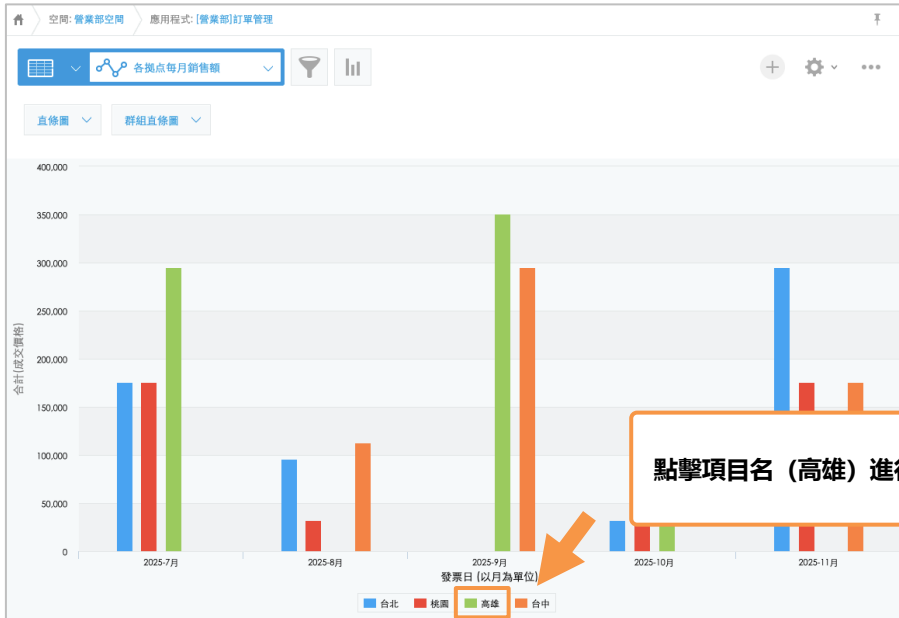 空間: 營業部空間 應用程式: [營業部]訂單管理
各拠点每月銷售額
直條圖 群組直條圖
400,000
350,000
300,000
250,000
200,000
150,000
100,000
50,000
0
合計(成交價格)
點擊項目名（高雄）進
2025-7月 2025-8月 2025-9月 2025-10月 2025-11月
發票日 (以月為單位)
台北 桃園 高雄 台中